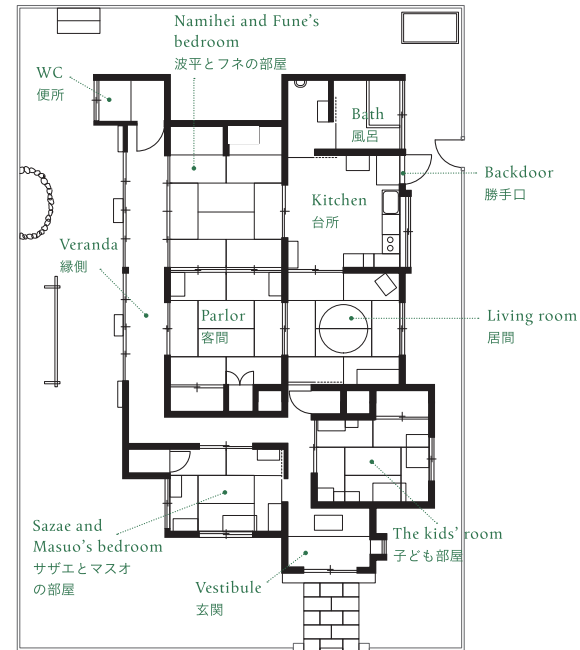 Namihei and Fune's
bedroom
波平とフネの部屋
WC
便所
Bath
風呂
Backdoor
勝手口
Kitchen
台所
Veranda
縁側
Parlor
客間
Living room
居間
Sazae and
Masuo's bedroom
サザエとマスオ
の部屋
The kids' room
子ども部屋
Vestibule
玄関